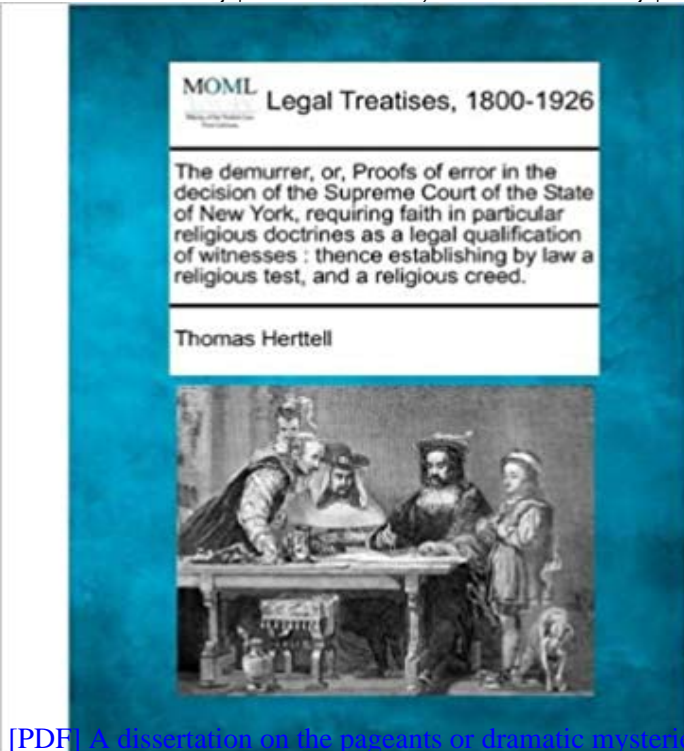 MOML
Legal Treatises, 1800-1926
The demurrer, or, Proofs of error in the
decision of the Supreme Court of the State
of New York, requiring faith in particular
religious doctrines as a legal qualification
of witnesses : thence establishing by law a
religious test, and a religious creed.
Thomas Herttell
[PDF] A dissertation on the pageants or dramatic mysteri